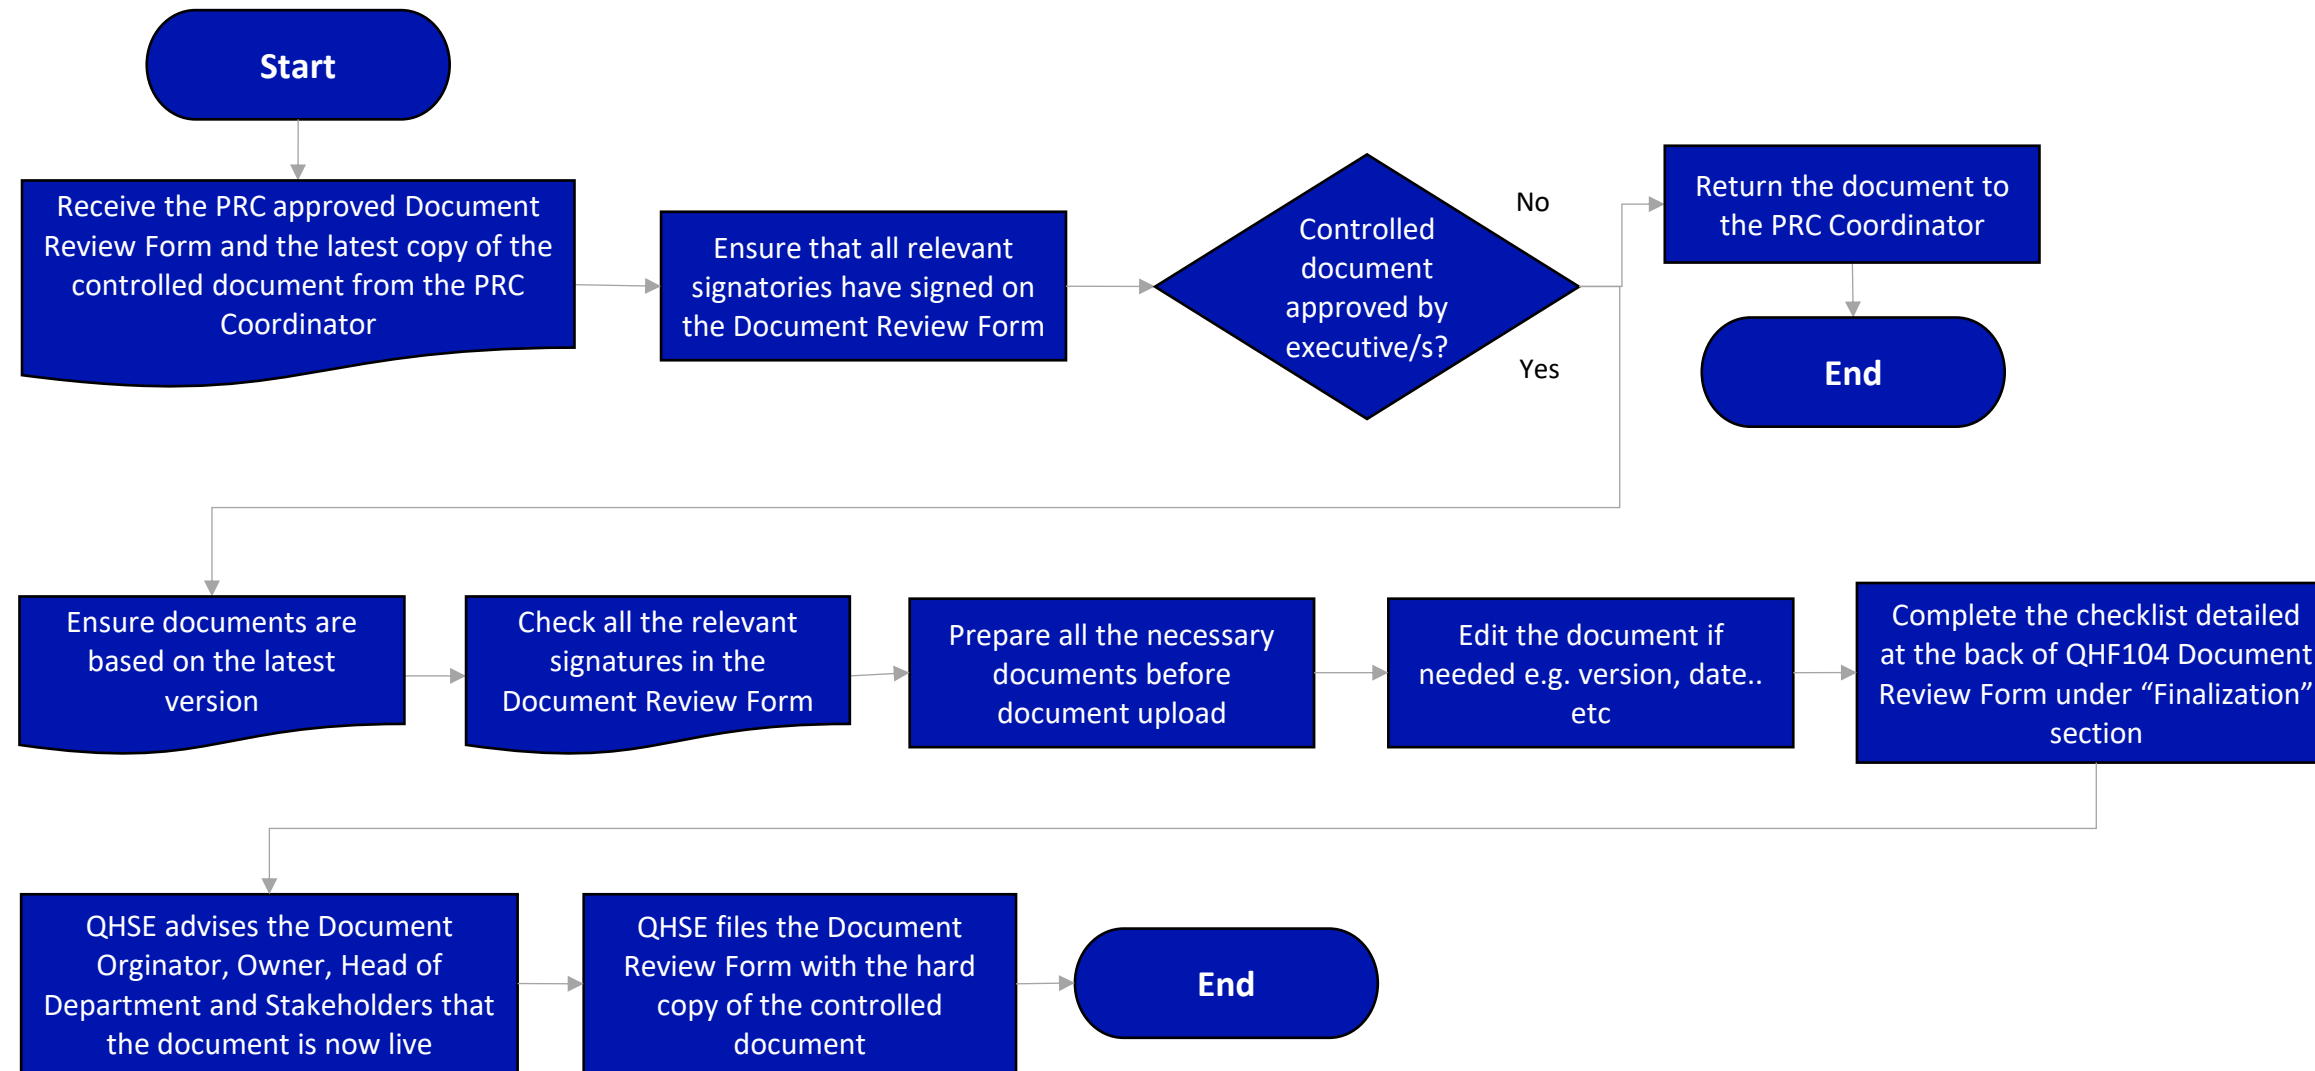 Start
Receive the PRC approved Document
Review Form and the latest copy of the
controlled document from the PRC
Coordinator
Ensure that all relevant
signatories have signed on
the Document Review Form
Controlled
document
approved by
executive/s?
No
Yes
Return the document to
the PRC Coordinator
End
Ensure documents are
based on the latest
version
Check all the relevant
signatures in the
Document Review Form
Prepare all the necessary
documents before
document upload
Edit the document if
needed e.g. version, date..
etc
Complete the checklist detailed
at the back of QHF104 Document
Review Form under “Finalization”
section
QHSE advises the Document
Orginator, Owner, Head of
Department and Stakeholders that
the document is now live
QHSE files the Document
Review Form with the hard
copy of the controlled
document
End